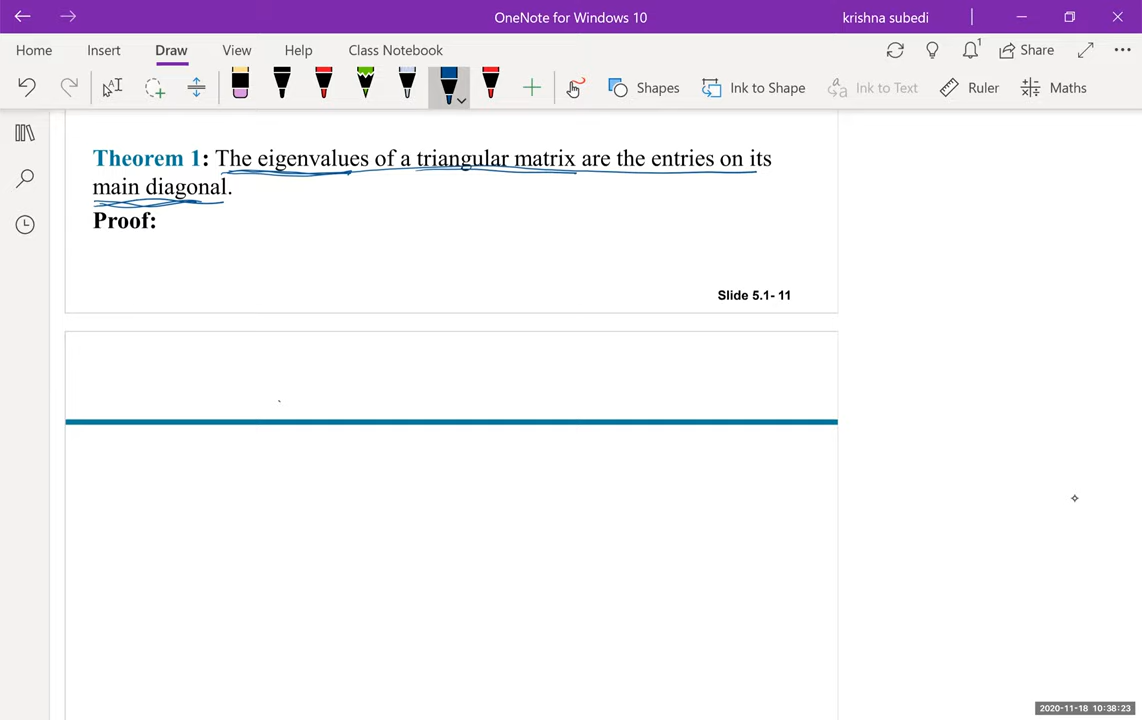 OneNote for Windows 10
krishna subedi
Home Insert Draw View Help Class Notebook
1
Share
Shapes
Ink to Shape
Ink to Text
Ruler
Maths
Theorem 1: The eigenvalues of a triangular matrix are the entries on its
main diagonal.
Proof:
Slide 5.1- 11
2020-11-18 10:38:23